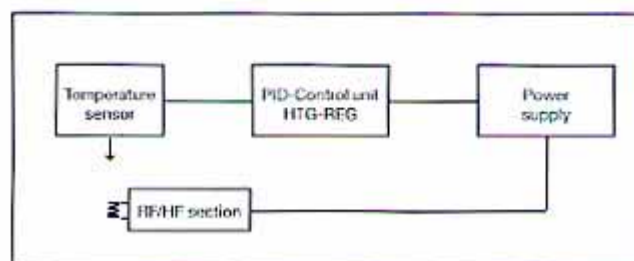 Temperature
sensor
PID-Control unit
HTG-REG
Power
supply
RF/HF section